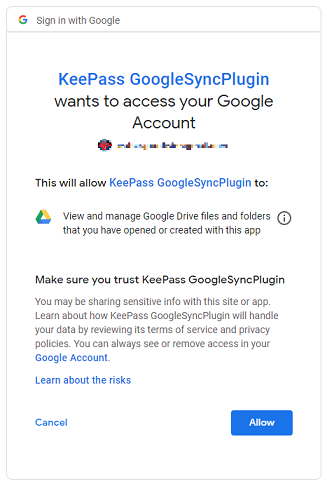 Sign in with Google
KeePass GoogleSyncPlugin
wants to access your Google
Account
This will allow KeePass GoogleSyncPlugin to:
View and manage Google Drive files and folders
that you have opened or created with this app
Make sure you trust KeePass GoogleSyncPlugin
You may be sharing sensitive info with this site or app.
Learn about how KeePass GoogleSyncPlugin will handle
your data by reviewing its terms of service and privacy
policies. You can always see or remove access in your
Google Account.
Learn about the risks
Cancel
Allow